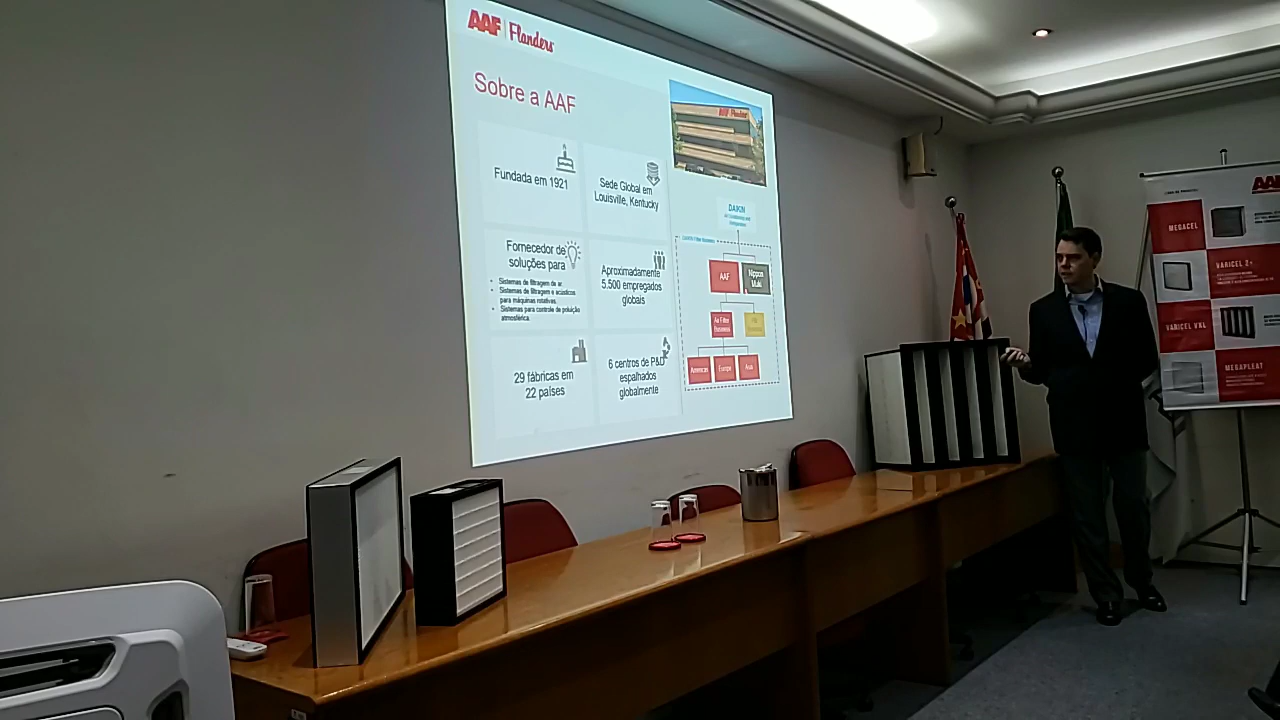 AAF Flanders
Sobre a AAF
Fundada em 1921
Sede Global em
Louisville, Kentucky
Fornecedor de
soluções para
• Sistemas de filtragem de ar
• Sistemas de filtragem e acústicos
para máquinas rotativas.
• Sistemas para controle de poluição
atmosférica.
Aproximadamente
5.500 empregados
globais
29 fábricas em
22 países
6 centros de P&D
espalhados
globalmente
DAIKIN
AAF
Nippon
Muki
Air Filter
Business
Americas
Europe
Asia
AAF
MEGACEL
VARICEL 2+
VARICEL VXL
MEGAPLEAT